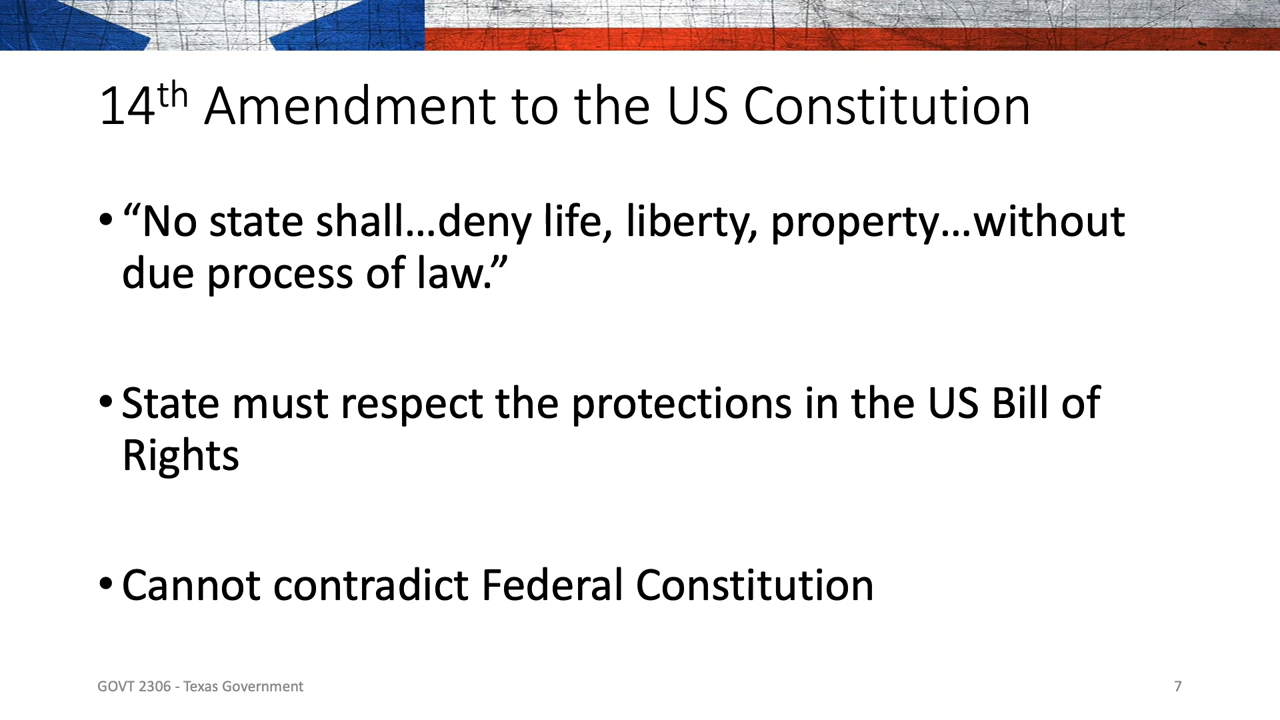 14th Amendment to the US Constitution
• “No state shall…deny life, liberty, property…without
due process of law.”
• State must respect the protections in the US Bill of
Rights
• Cannot contradict Federal Constitution
GOVT 2306 - Texas Government
7